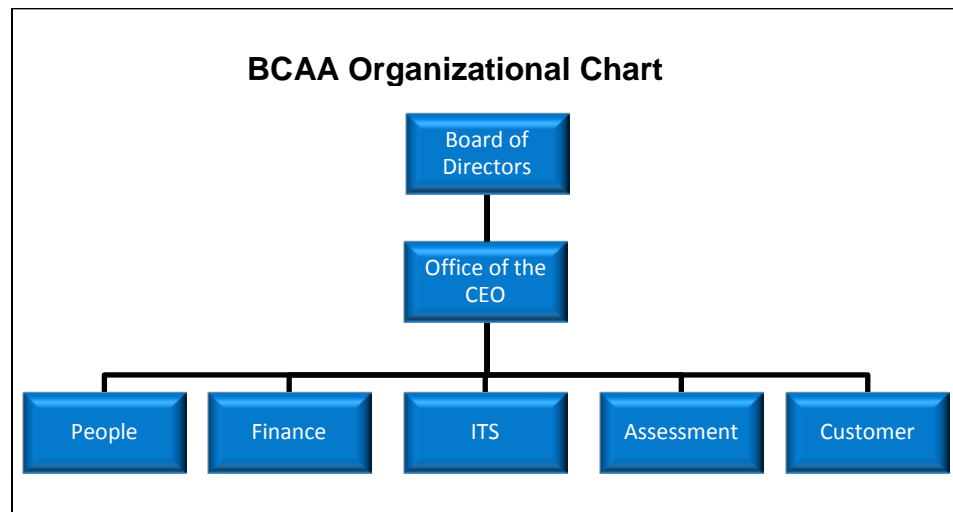 BCAA Organizational Chart
Board of
Directors
Office of the
CEO
People
Finance
ITS
Assessment
Customer